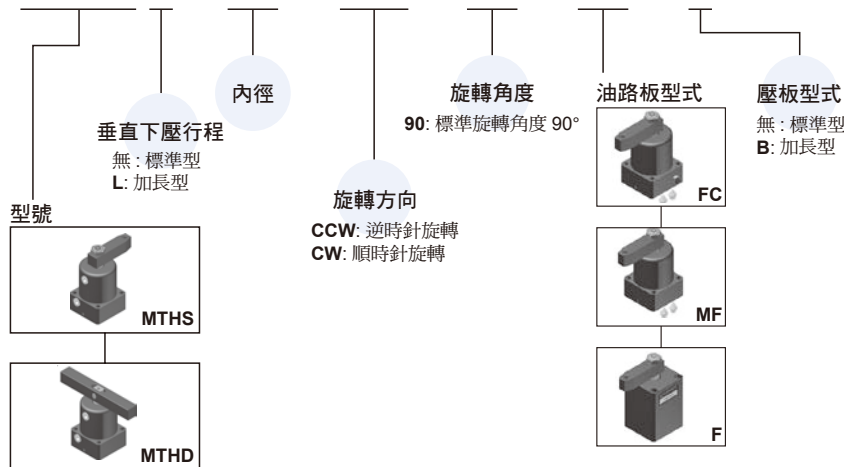 內徑
旋轉角度
90: 標準旋轉角度 90°
油路板型式
壓板型式
無 : 標準型
B: 加長型
垂直下壓行程
無 : 標準型
L: 加長型
旋轉方向
CCW: 逆時針旋轉
CW: 順時針旋轉
型號
MTHS
MTHD
FC
MF
F